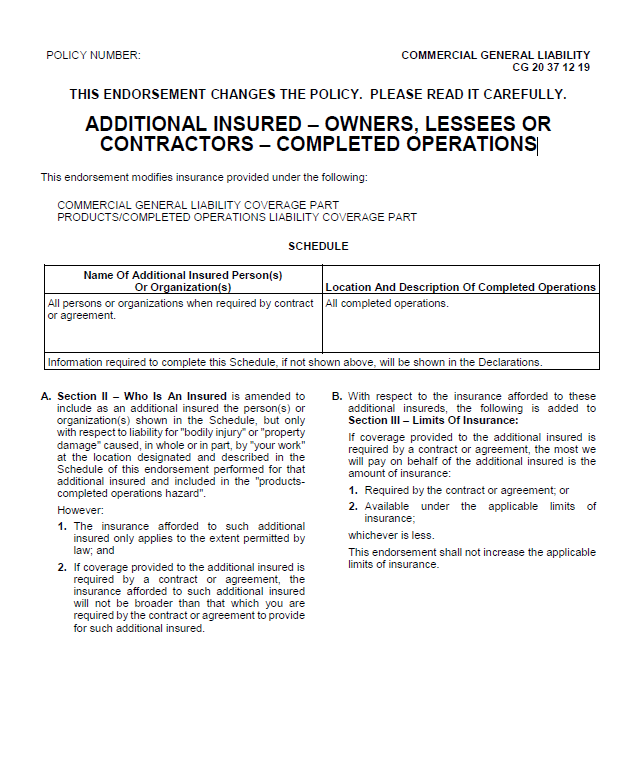 POLICY NUMBER:
COMMERCIAL GENERAL LIABILITY
CG 20 37 12 19
THIS ENDORSEMENT CHANGES THE POLICY. PLEASE READ IT CAREFULLY.
ADDITIONAL INSURED – OWNERS, LESSEES OR
CONTRACTORS – COMPLETED OPERATIONS
This endorsement modifies insurance provided under the following:
COMMERCIAL GENERAL LIABILITY COVERAGE PART
PRODUCTS/COMPLETED OPERATIONS LIABILITY COVERAGE PART
SCHEDULE
Name Of Additional Insured Person(s)
Or Organization(s)
Location And Description Of Completed Operations
All persons or organizations when required by contract
or agreement.
All completed operations.
Information required to complete this Schedule, if not shown above, will be shown in the Declarations.
A. Section II – Who Is An Insured is amended to
include as an additional insured the person(s) or
organization(s) shown in the Schedule, but only
with respect to liability for "bodily injury" or "property
damage" caused, in whole or in part, by "your work"
at the location designated and described in the
Schedule of this endorsement performed for that
additional insured and included in the "products-
completed operations hazard".
However:
1. The insurance afforded to such additional
insured only applies to the extent permitted by
law; and
2. If coverage provided to the additional insured is
required by a contract or agreement, the
insurance afforded to such additional insured
will not be broader than that which you are
required by the contract or agreement to provide
for such additional insured.
B. With respect to the insurance afforded to these
additional insureds, the following is added to
Section III – Limits Of Insurance:
If coverage provided to the additional insured is
required by a contract or agreement, the most we
will pay on behalf of the additional insured is the
amount of insurance:
1. Required by the contract or agreement; or
2. Available under the applicable limits of
insurance;
whichever is less.
This endorsement shall not increase the applicable
limits of insurance.